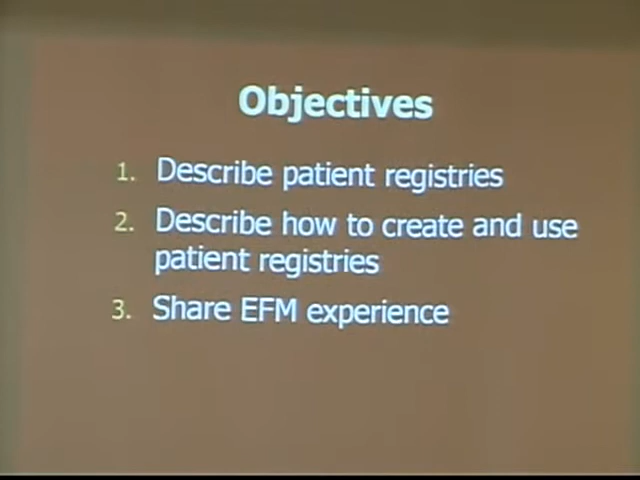 Objectives
1. Describe patient registries
2. Describe how to create and use
patient registries
3. Share EFM experience